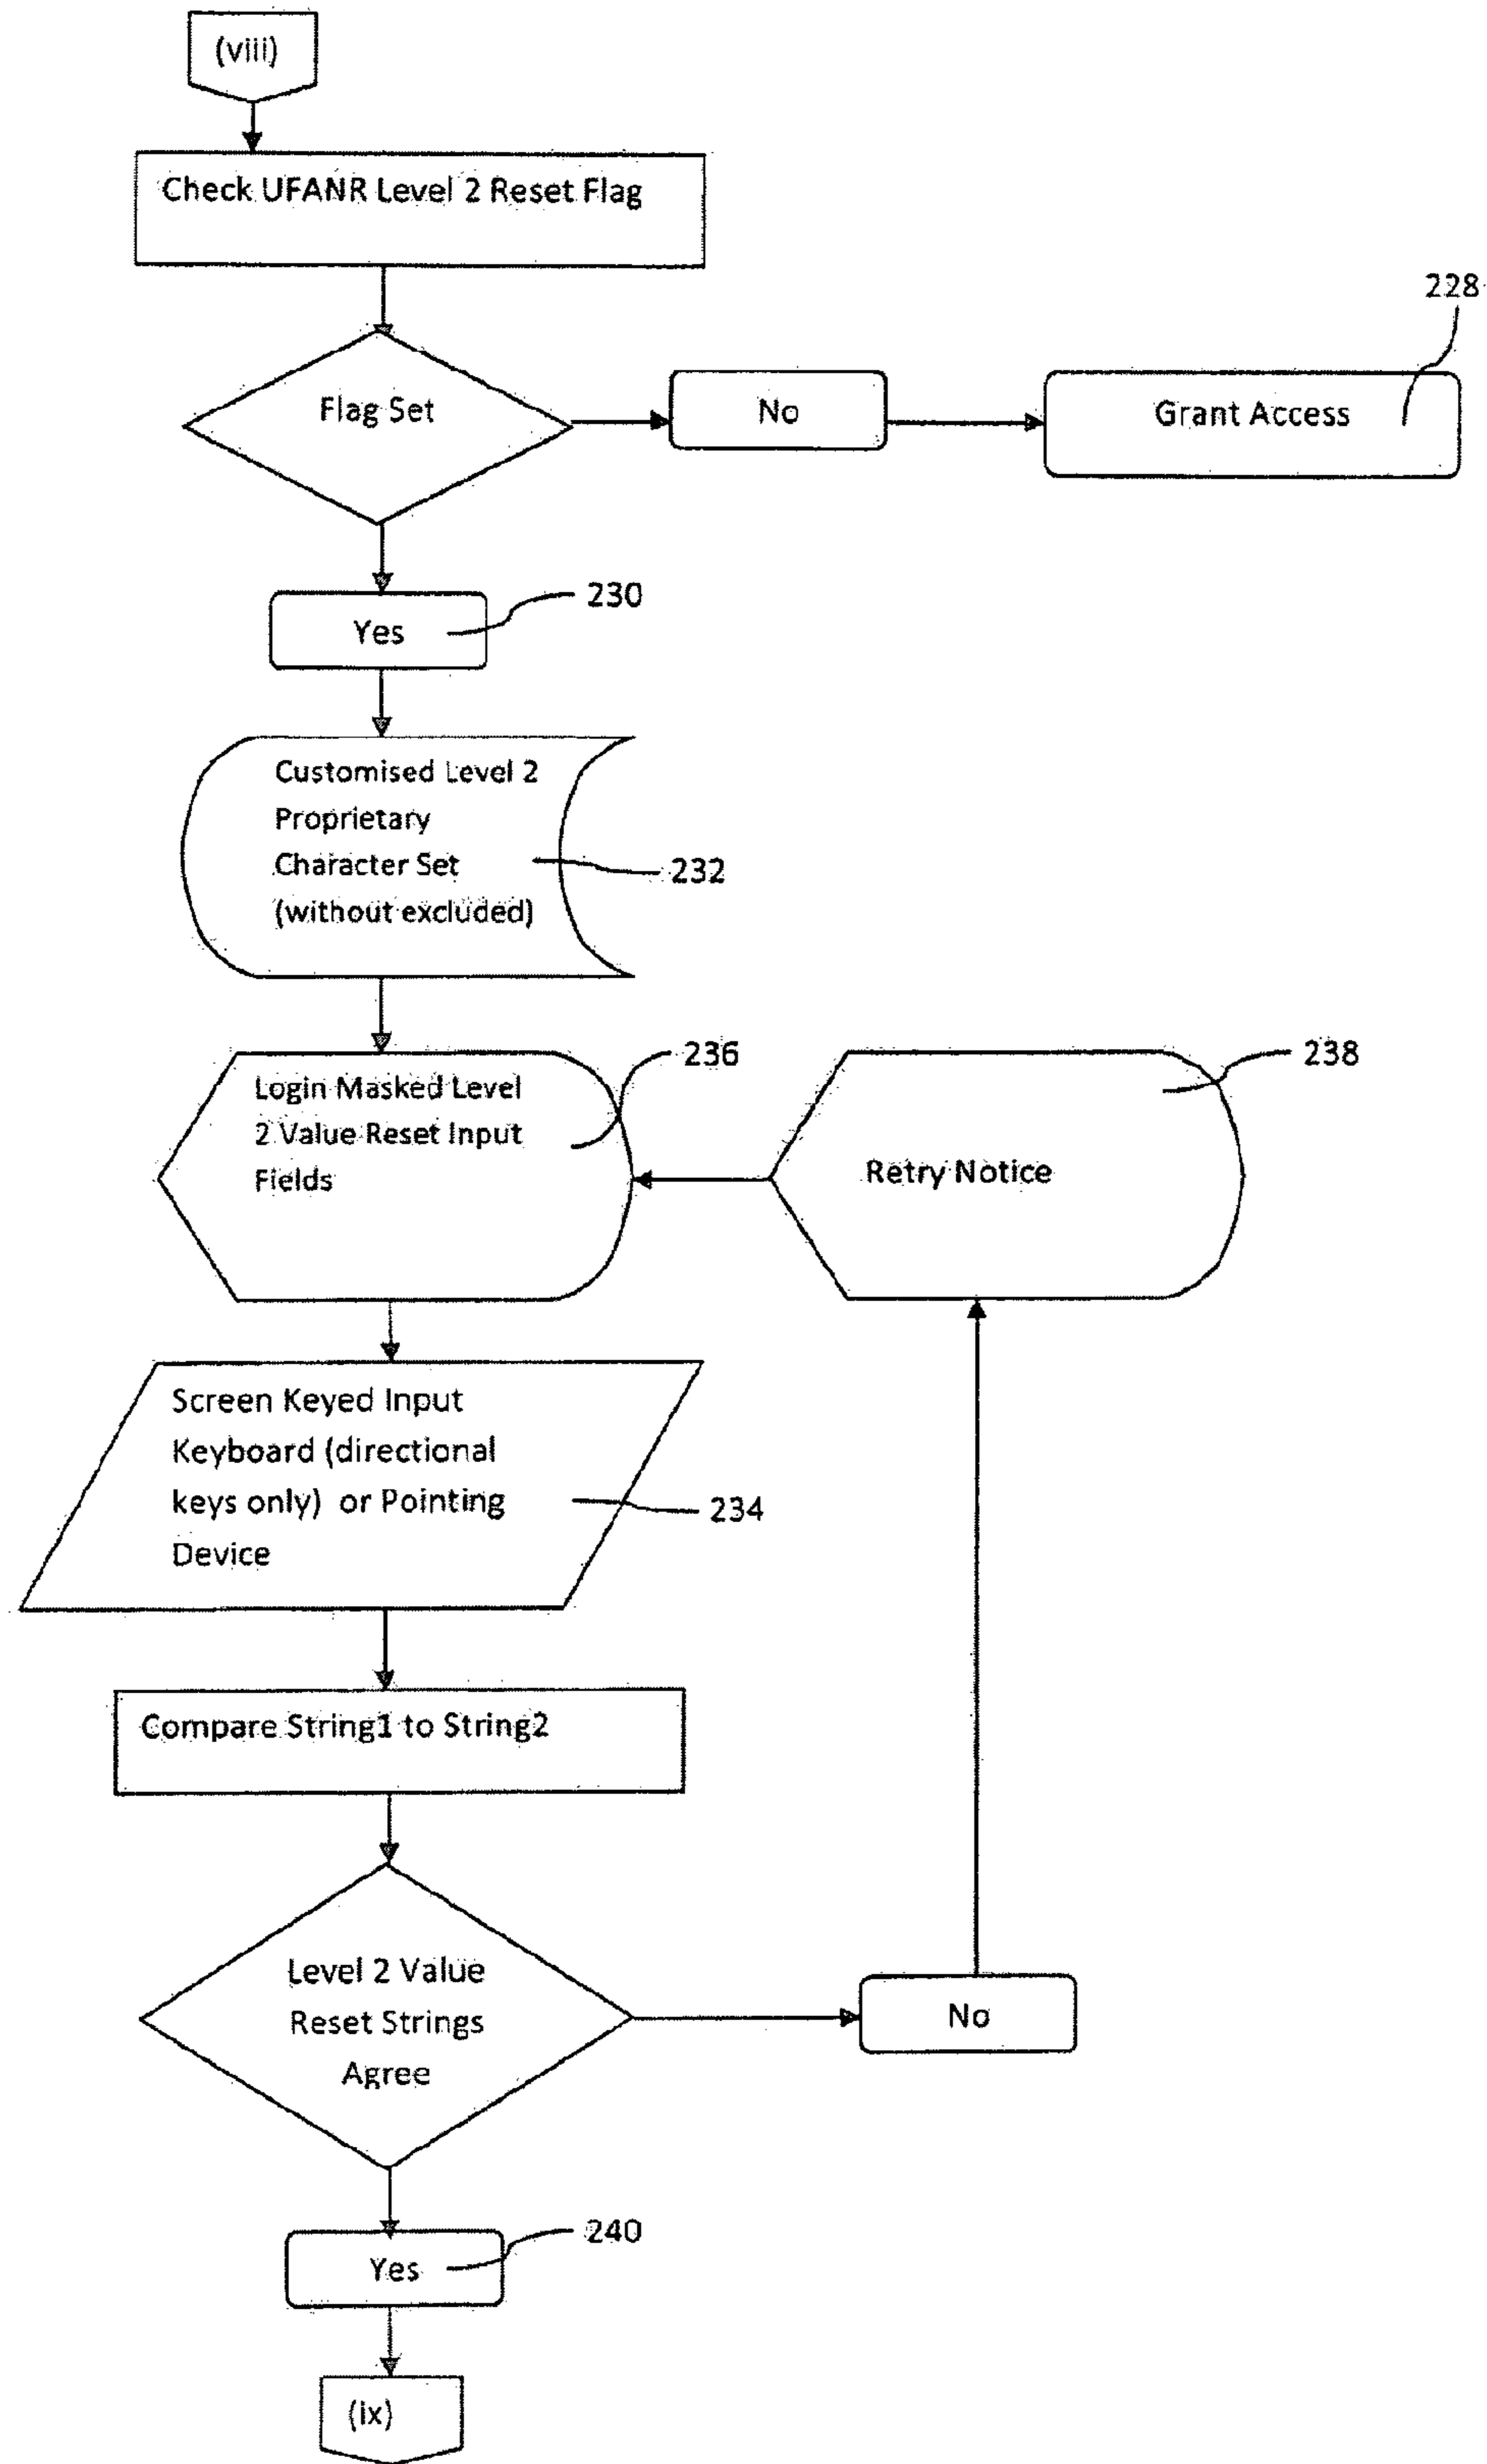 (viii)
Check UFANR Level 2 Reset Flag
228
Flag Set
No
Grant Access
230
Yes
Customised Level 2
Proprietary
Character Set
(without excluded)
232
236
238
Login Masked Level
2 Value Reset Input
Fields
Retry Notice
Screen Keyed Input
Keyboard (directional
keys only) or Pointing
Device
234
Compare String1 to String2
Level 2 Value
Reset Strings
Agree
No
240
Yes
(ix)